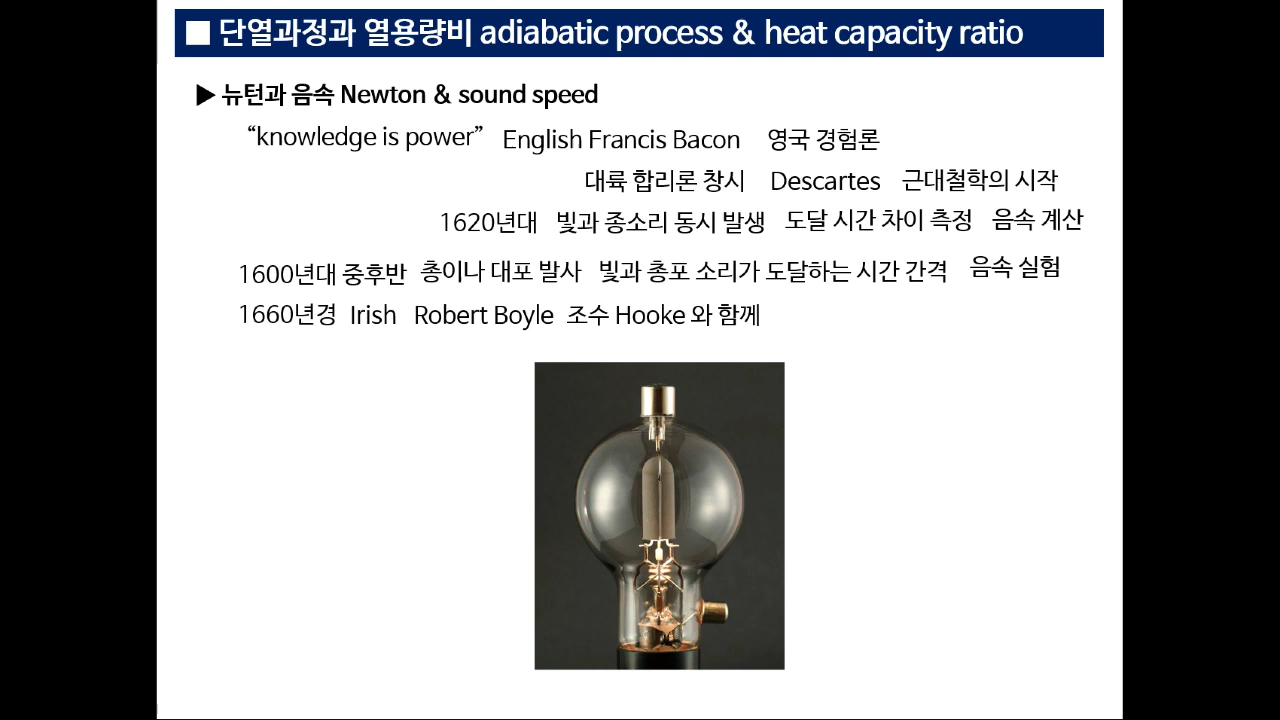 ■ 단열과정과 열용량비 adiabatic process & heat capacity ratio
▶ 뉴턴과 음속 Newton & sound speed
“knowledge is power” English Francis Bacon 영국 경험론
대륙 합리론 창시 Descartes 근대철학의 시작
1620년대 빛과 종소리 동시 발생 도달 시간 차이 측정 음속 계산
1600년대 중후반 총이나 대포 발사 빛과 총포 소리가 도달하는 시간 간격 음속 실험
1660년경 Irish Robert Boyle 조수 Hooke 와 함께